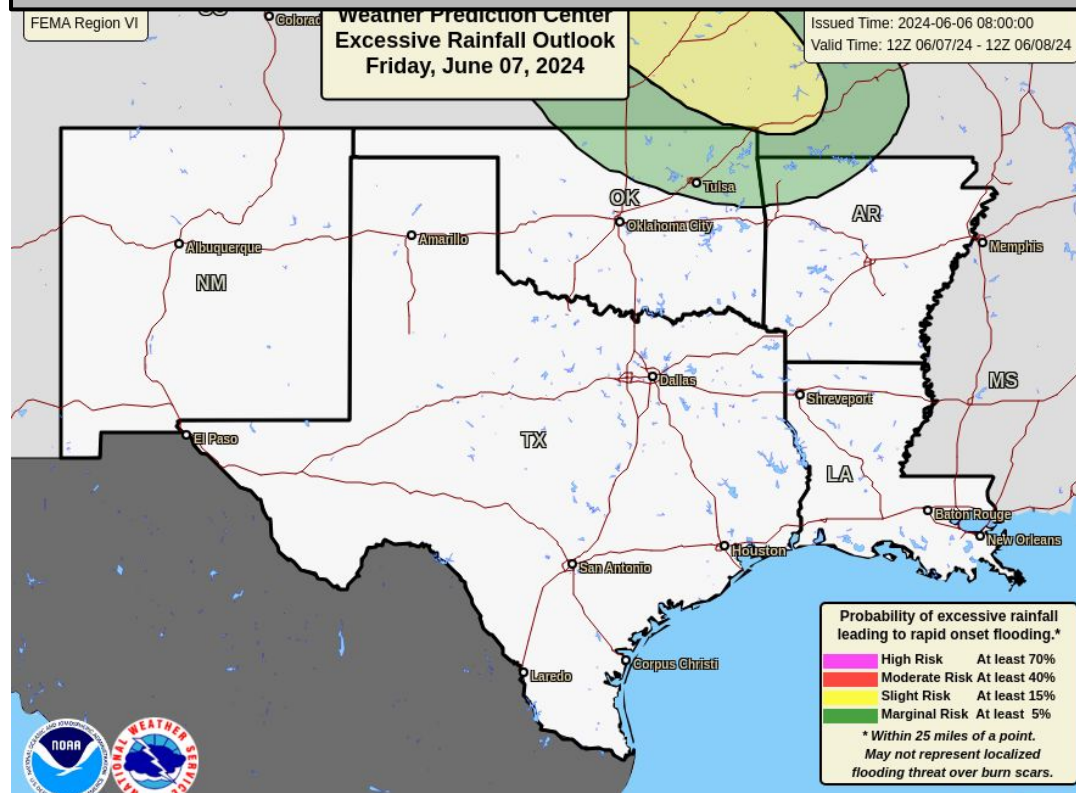 FEMA Region VI
Weather Prediction Center
Excessive Rainfall Outlook
Friday, June 07, 2024
Issued Time: 2024-06-06 08:00:00
Valid Time: 12Z 06/07/24 - 12Z 06/08/24
Colorad
Tulsa
OK
Oklahoma City
AR
Albuquerque
Amarillo
Memphis
NM
Dallas
MS
Shreveport
El Paso
TX
LA
Baton Rouge
New Orleans
Houston
San Antonio
Corpus Christi
Laredo
Probability of excessive rainfall
leading to rapid onset flooding.*
High Risk At least 70%
Moderate Risk At least 40%
Slight Risk At least 15%
Marginal Risk At least 5%
* Within 25 miles of a point.
May not represent localized
flooding threat over burn scars.
NOAA
NATIONAL WEATHER SERVICE